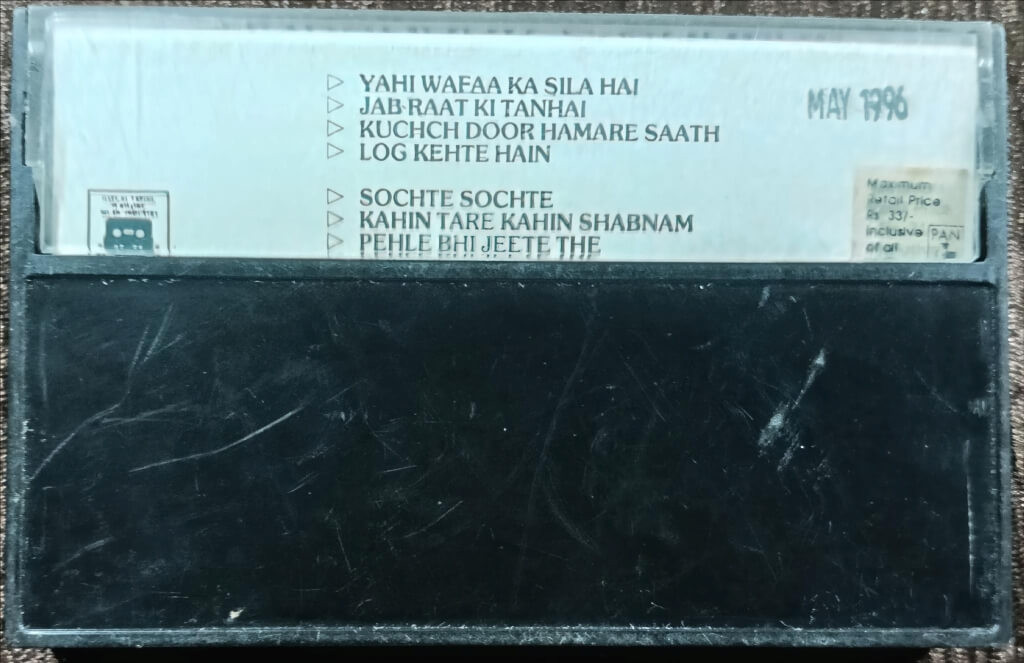 ▷ YAHI WAFAA KA SILA HAI
▷ JAB RAAT KI TANHAI
▷ KUCHCH DOOR HAMARE SAATH
▷ LOG KEHTE HAIN
▷ SOCHTE SOCHTE
▷ KAHIN TARE KAHIN SHABNAM
▷ PEHLE BHI JEETE THE
MAY 1996
Maximum
Retail Price
Rs 33/-
inclusive
of all
PAN